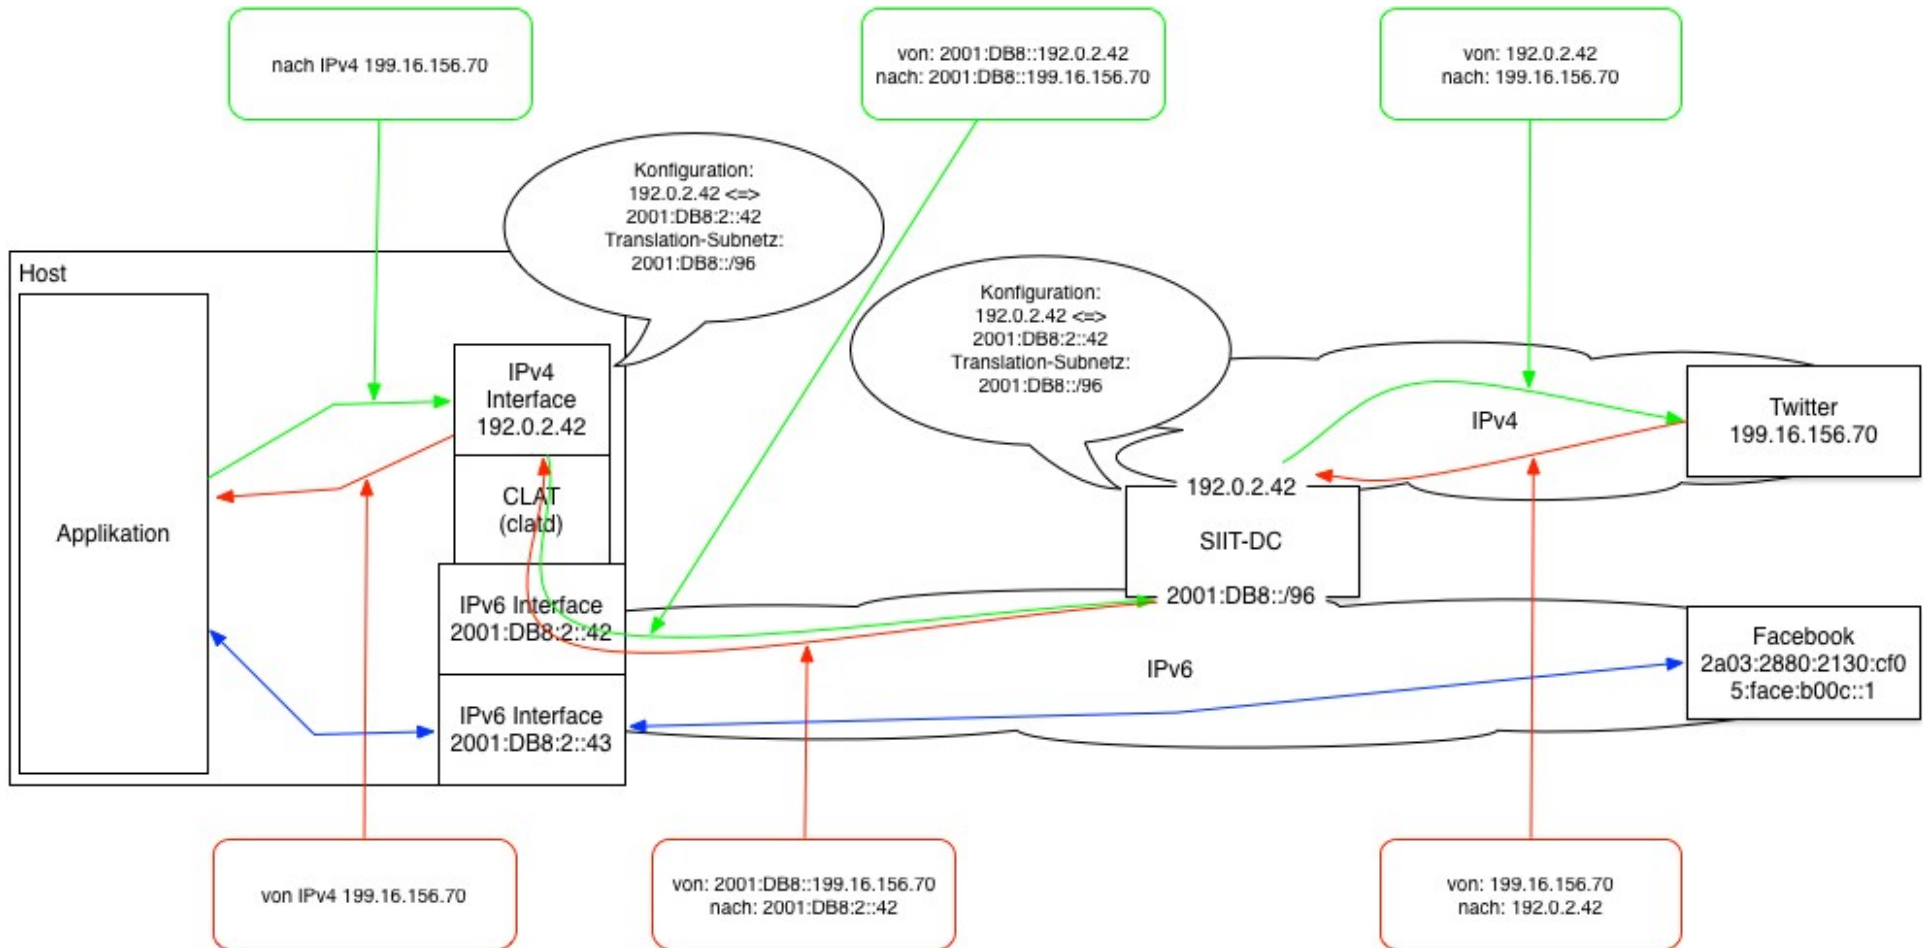 nach IPv4 199.16.156.70
von: 2001:DB8::192.0.2.42
nach: 2001:DB8::199.16.156.70
von: 192.0.2.42
nach: 199.16.156.70
Konfiguration:
192.0.2.42 <=>
2001:DB8:2::42
Translation-Subnetz:
2001:DB8::/96
Konfiguration:
192.0.2.42 <=>
2001:DB8:2::42
Translation-Subnetz:
2001:DB8::/96
Host
Applikation
IPv4
Interface
192.0.2.42
CLAT
(clatd)
IPv6 Interface
2001:DB8:2::42
IPv6 Interface
2001:DB8:2::43
192.0.2.42
SIIT-DC
2001:DB8::/96
IPv4
IPv6
Twitter
199.16.156.70
Facebook
2a03:2880:2130:cf0
5:face:b00c::1
von IPv4 199.16.156.70
von: 2001:DB8::199.16.156.70
nach: 2001:DB8:2::42
von: 199.16.156.70
nach: 192.0.2.42